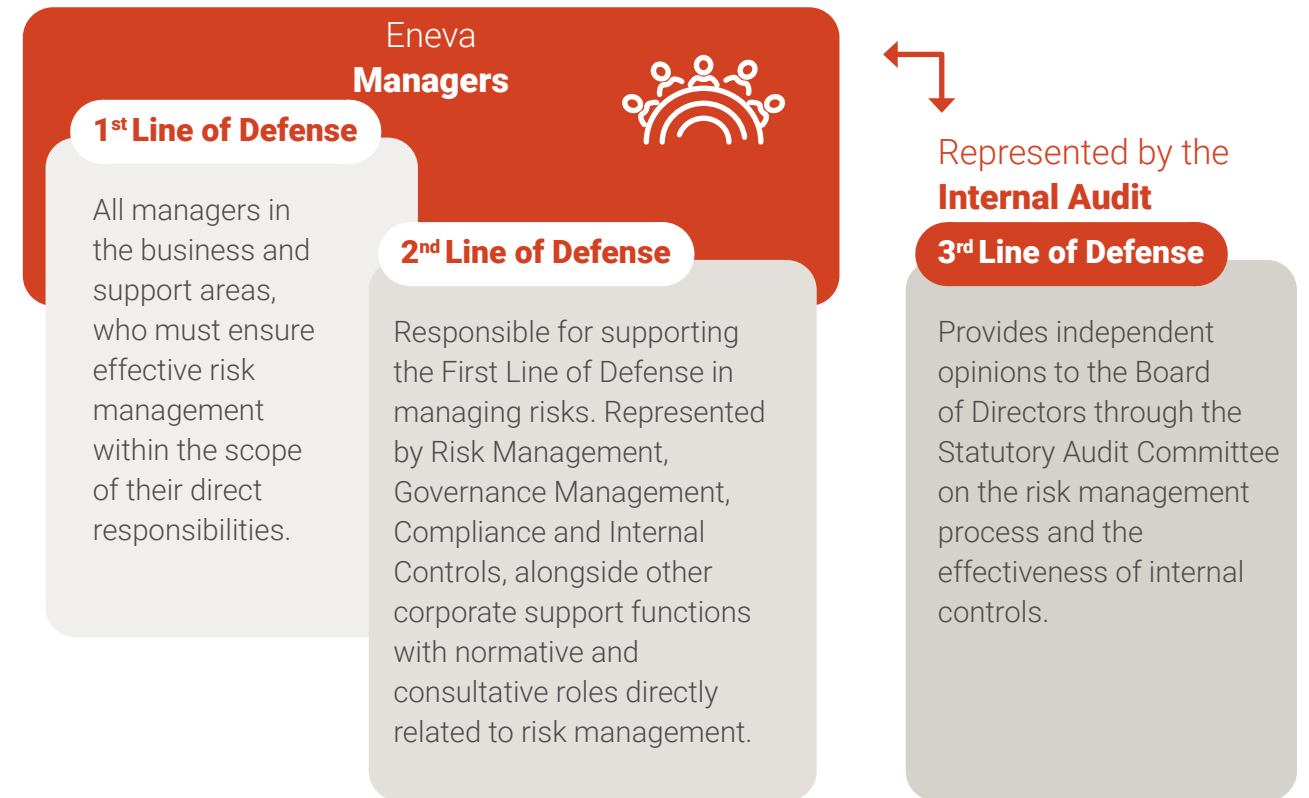 Eneva
Managers
1st Line of Defense
All managers in
the business and
support areas,
who must ensure
effective risk
management
within the scope
of their direct
responsibilities.
2nd Line of Defense
Responsible for supporting
the First Line of Defense in
managing risks. Represented
by Risk Management,
Governance Management,
Compliance and Internal
Controls, alongside other
corporate support functions
with normative and
consultative roles directly
related to risk management.
Represented by the
Internal Audit
3rd Line of Defense
Provides independent
opinions to the Board
of Directors through the
Statutory Audit Committee
on the risk management
process and the
effectiveness of internal
controls.